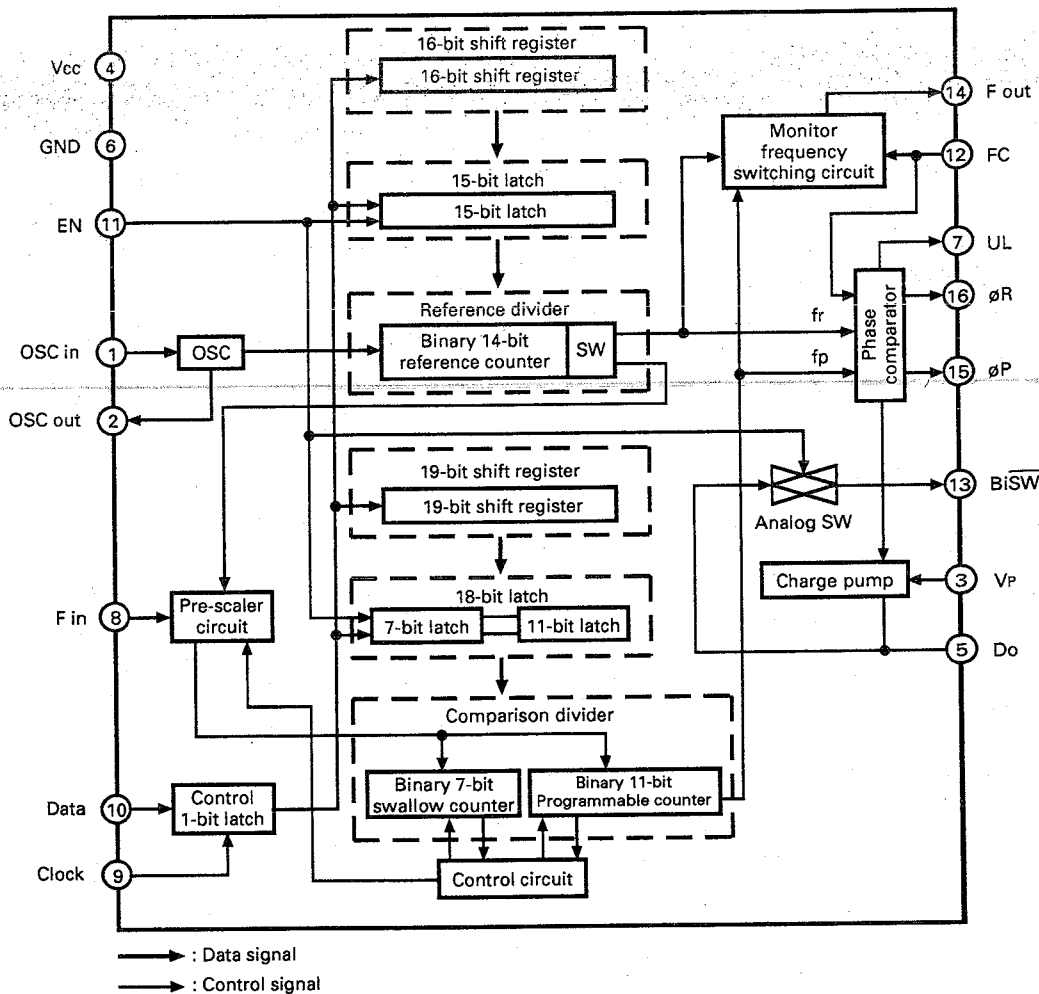 16-bit shift register
16-bit shift register
Vcc
4
14
F out
Monitor
frequency
switching circuit
GND
6
12
FC
15-bit latch
15-bit latch
EN
11
7
UL
Reference divider
Phase
comparator
16
øR
Binary 14-bit
reference counter
SW
fr
OSC in
1
OSC
fp
15
øP
OSC out
2
19-bit shift register
19-bit shift register
13
BiSW
Analog SW
Charge pump
3
VP
F in
8
Pre-scaler
circuit
18-bit latch
7-bit latch
11-bit latch
5
Do
Comparison divider
Binary 7-bit
swallow counter
Binary 11-bit
Programmable counter
Data
10
Control
1-bit latch
Clock
9
Control circuit
: Data signal
: Control signal